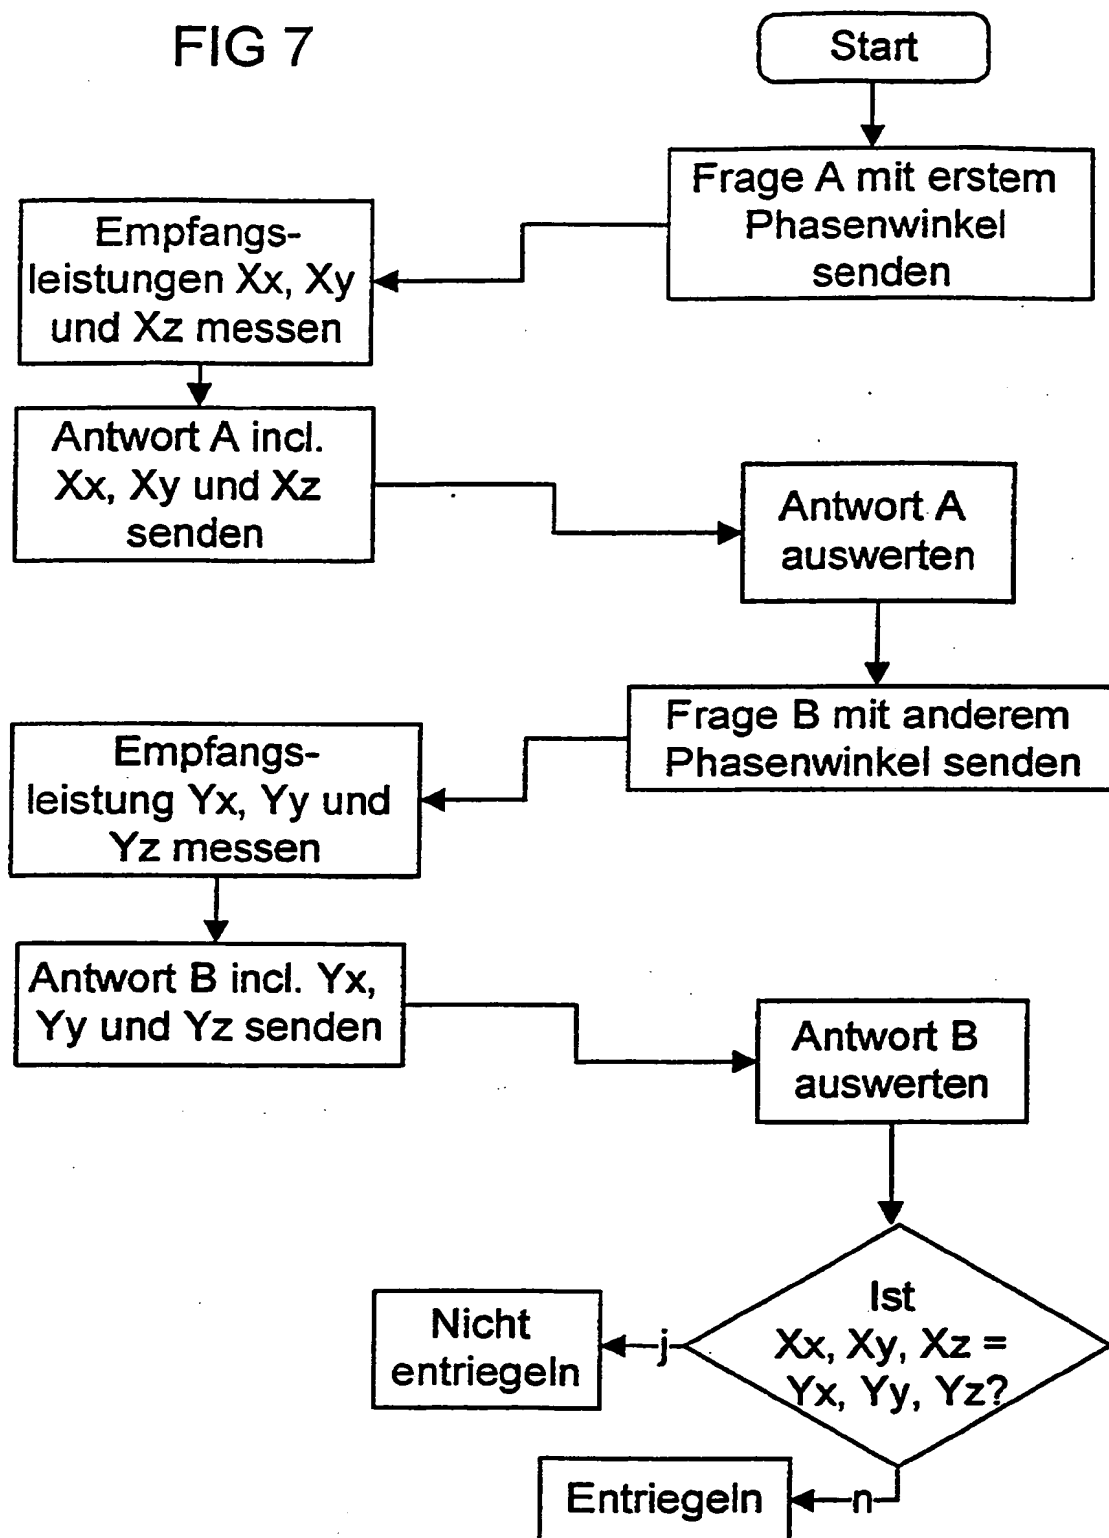 FIG 7
Start
Frage A mit erstem
Phasenwinkel
senden
Empfangs-
leistungen Xx, Xy
und Xz messen
Antwort A incl.
Xx, Xy und Xz
senden
Antwort A
auswerten
Frage B mit anderem
Phasenwinkel senden
Empfangs-
leistung Yx, Yy und
Yz messen
Antwort B incl. Yx,
Yy und Yz senden
Antwort B
auswerten
Ist
Xx, Xy, Xz =
Yx, Yy, Yz?
j
Nicht
entriegeln
n
Entriegeln